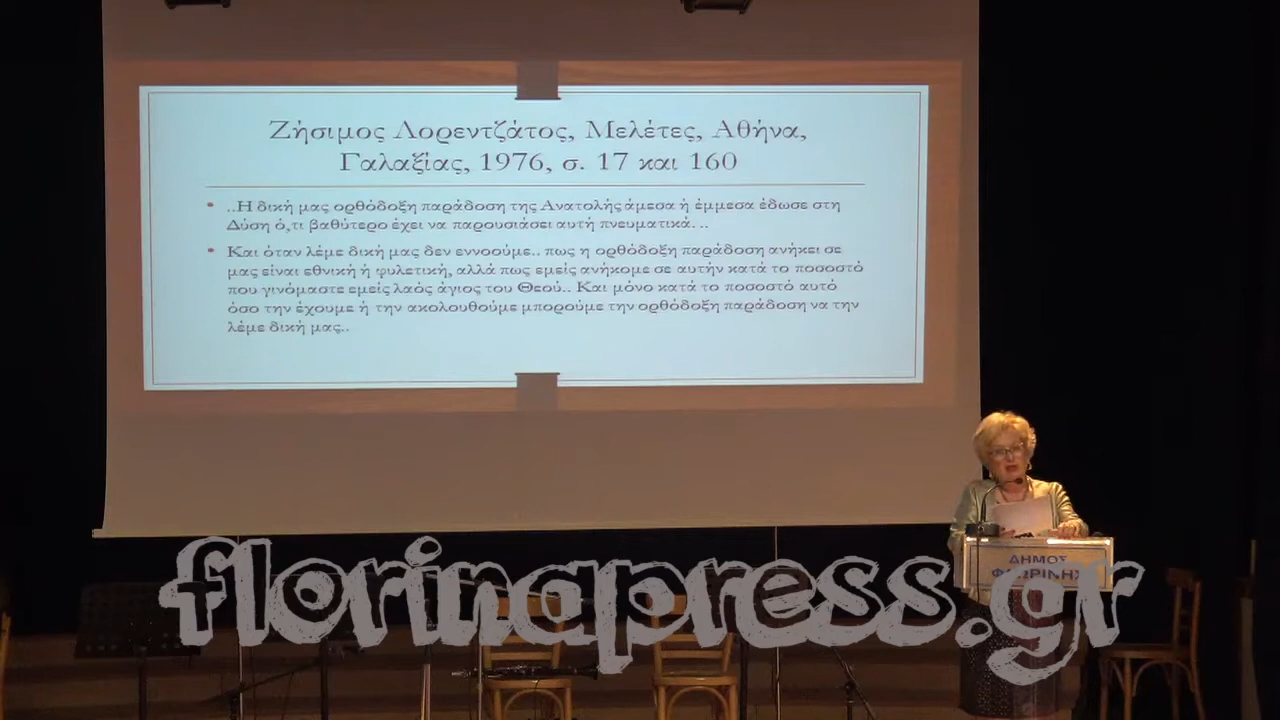 Ζήσιμος Λορεντζάτος, Μελέτες, Αθήνα,
Γαλαξίας, 1976, σ. 17 και 160
• ..Η δική μας ορθόδοξη παράδοση της Ανατολής άμεσα ή έμμεσα έδωσε στη
Δύση ό,τι βαθύτερο έχει να παρουσιάσει αυτή πνευματικά. ..
• Και όταν λέμε δική μας δεν εννοούμε.. πως η ορθόδοξη παράδοση ανήκει σε
μας είναι εθνική ή φυλετική, αλλά πως εμείς ανήκομε σε αυτήν κατά το ποσοστό
που γινόμαστε εμείς λαός άγιος του Θεού.. Και μόνο κατά το ποσοστό αυτό
όσο την έχουμε ή την ακολουθούμε μπορούμε την ορθόδοξη παράδοση να την
λέμε δική μας..
ΔΗΜΟΣ
ΦΛΩΡΙΝΗΣ
florinapress.gr